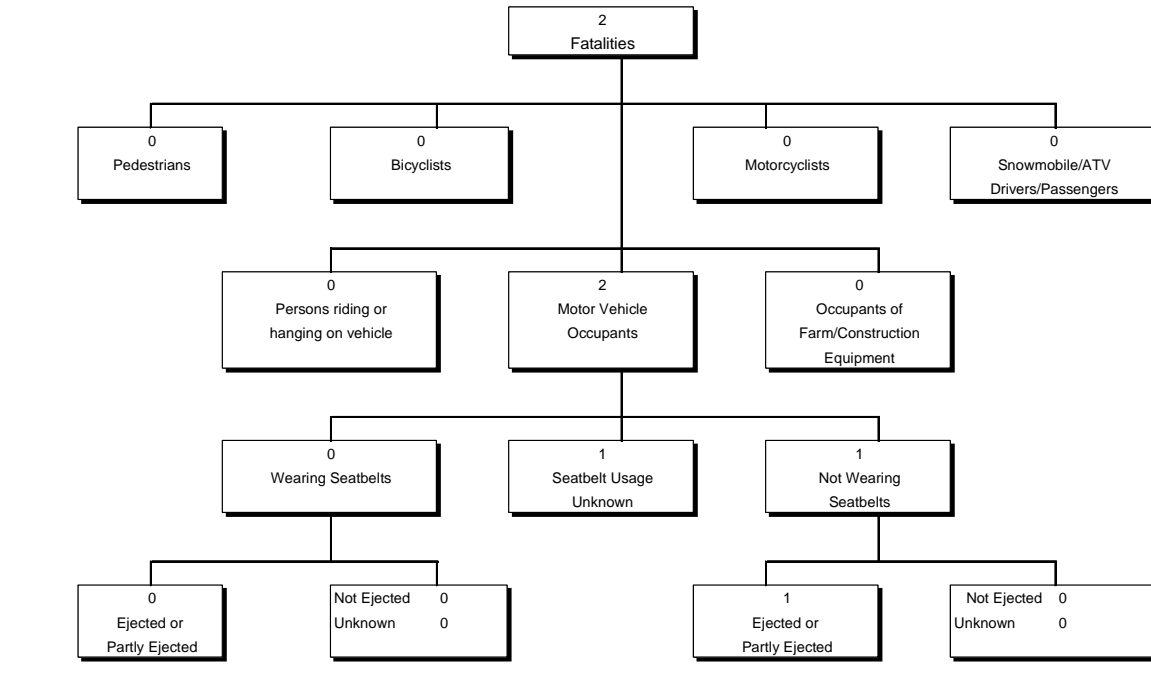 2
Fatalities
0
Pedestrians
0
Bicyclists
0
Motorcyclists
0
Snowmobile/ATV
Drivers/Passengers
0
Persons riding or
hanging on vehicle
2
Motor Vehicle
Occupants
0
Occupants of
Farm/Construction
Equipment
0
Wearing Seatbelts
1
Seatbelt Usage
Unknown
1
Not Wearing
Seatbelts
0
Ejected or
Partly Ejected
Not Ejected 0
Unknown 0
1
Ejected or
Partly Ejected
Not Ejected 0
Unknown 0